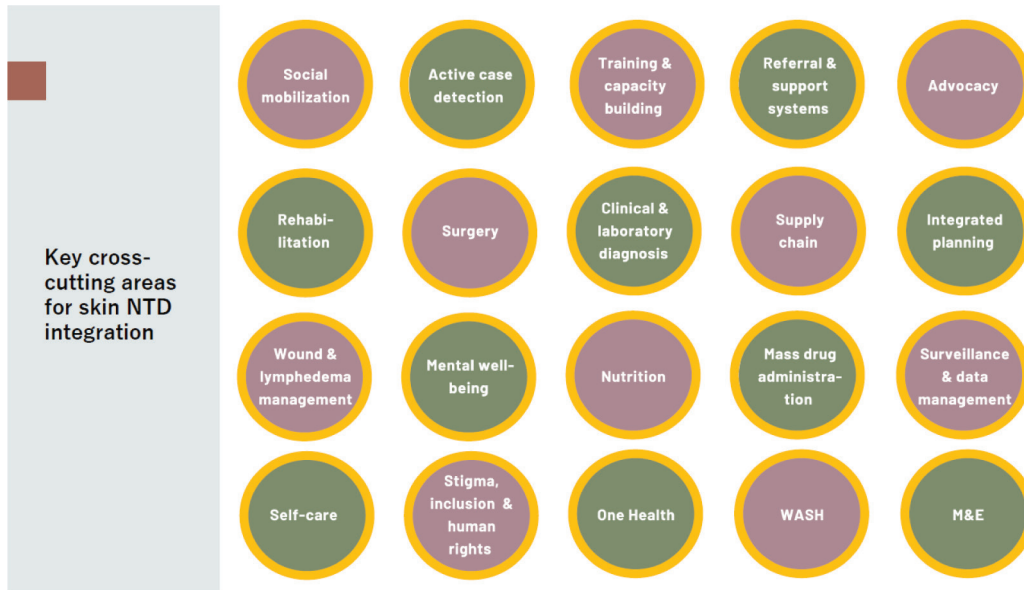 Key cross-
cutting areas
for skin NTD
integration
Social
mobilization
Active case
detection
Training &
capacity
building
Referral &
support
systems
Advocacy
Rehabi-
litation
Surgery
Clinical &
laboratory
diagnosis
Supply
chain
Integrated
planning
Wound &
lymphedema
management
Mental well-
being
Nutrition
Mass drug
administra-
tion
Surveillance
& data
management
Self-care
Stigma,
inclusion &
human
rights
One Health
WASH
M&E